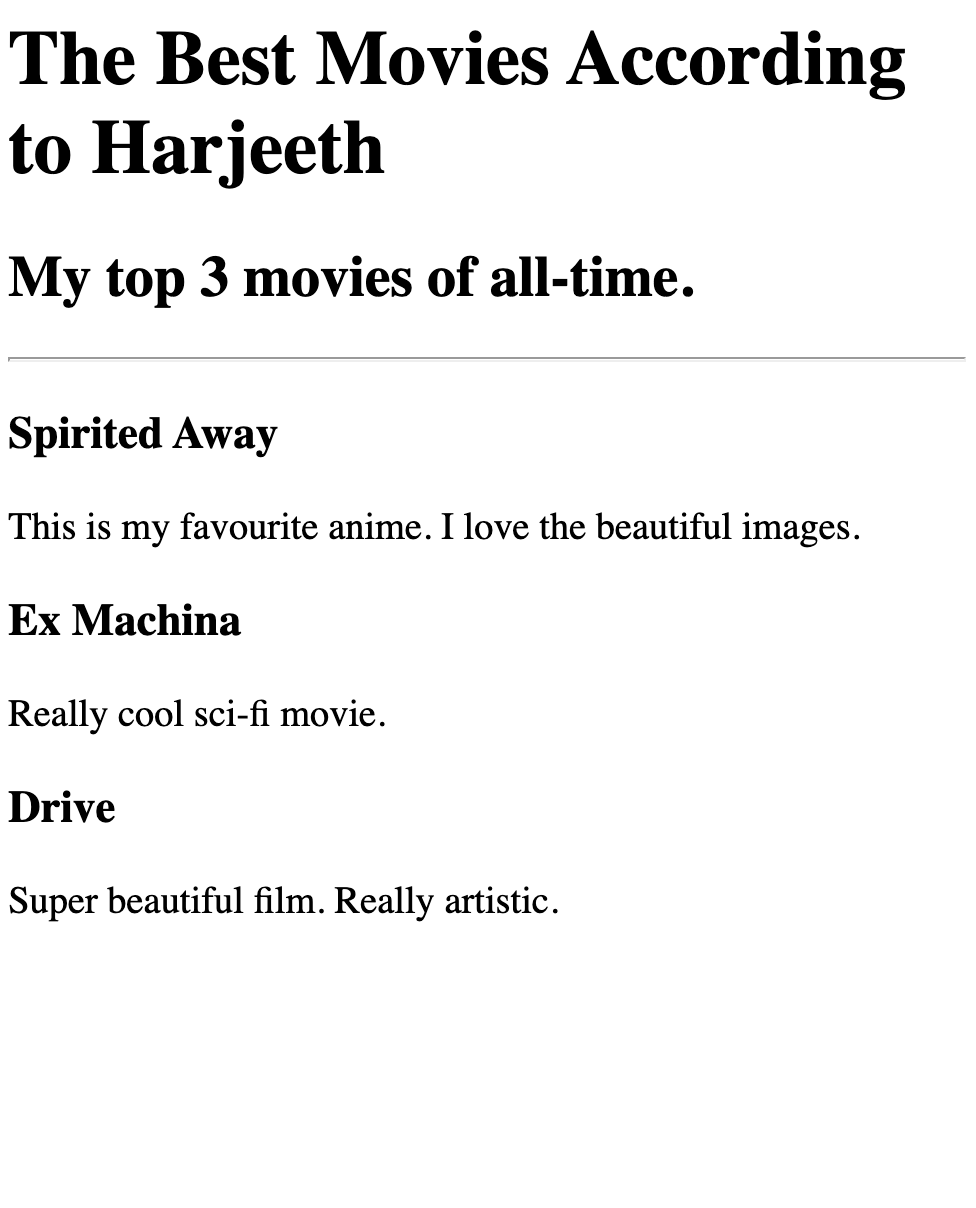 The Best Movies According
to Harjeeth
My top 3 movies of all-time.
Spirited Away
This is my favourite anime. I love the beautiful images.
Ex Machina
Really cool sci-fi movie.
Drive
Super beautiful film. Really artistic.